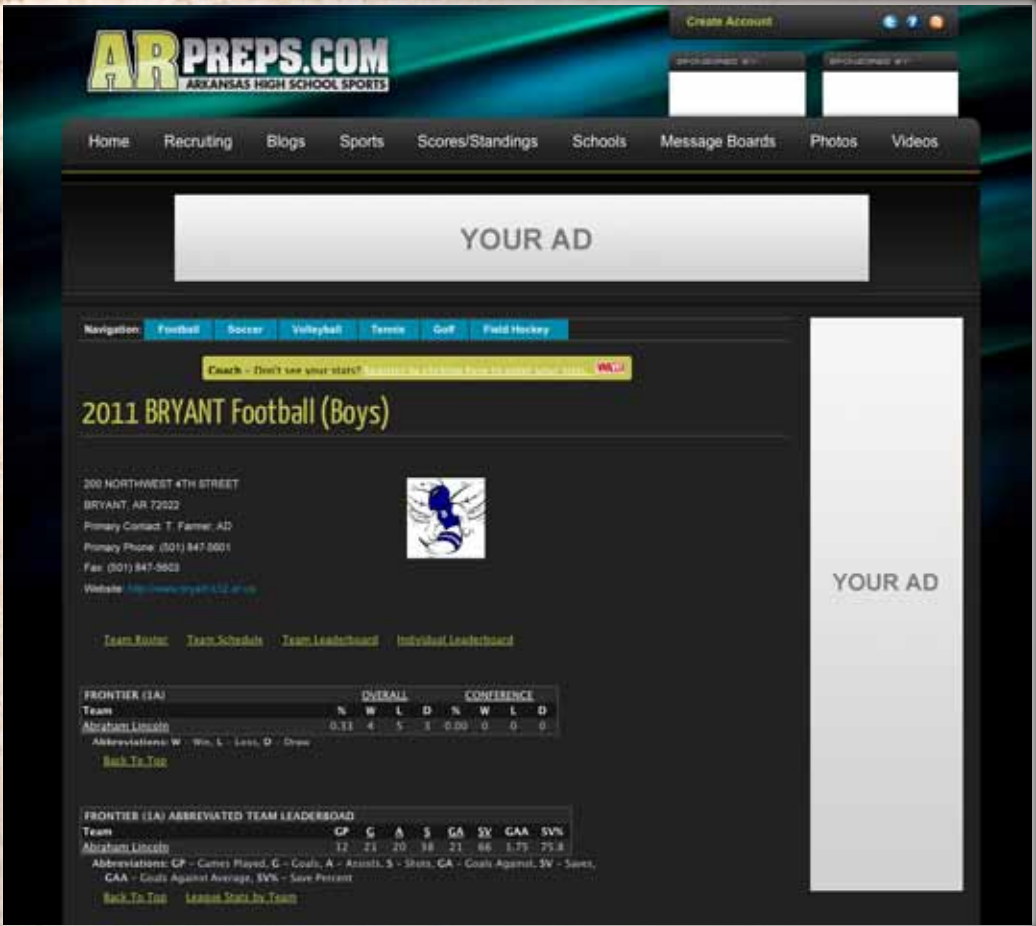 Create Account
AR PREPS.COM
ARKANSAS HIGH SCHOOL SPORTS
SPONSORED BY: SPONSORED BY:
Home Recruiting Blogs Sports Scores/Standings Schools Message Boards Photos Videos
YOUR AD
Navigation: Football Soccer Volleyball Tennis Golf Field Hockey
Coach - Don't see your stats?
2011 BRYANT Football (Boys)
200 NORTHWEST 4TH STREET
BRYANT, AR 72022
Primary Contact: T. Farmer, AD
Primary Phone: (501) 847-5601
Fax: (501) 847-5603
Website:
YOUR AD
Team Roster Team Schedule Team Leaderboard Individual Leaderboard
FRONTIER (1A) OVERALL CONFERENCE
Team % W L D % W L D
Abraham Lincoln 0.33 4 5 3 0.00 0 0 0
Abbreviations: W - Win, L - Loss, D - Draw
Back To Top
FRONTIER (1A) ABBREVIATED TEAM LEADERBOAD
Team GP G A S GA SV GAA SV%
Abraham Lincoln 12 21 20 38 21 66 1.75 75.8
Abbreviations: GP - Games Played, G - Goals, A - Assists, S - Shots, GA - Goals Against, SV - Saves,
GAA - Goals Against Average, SV% - Save Percent
Back To Top League Stats by Team